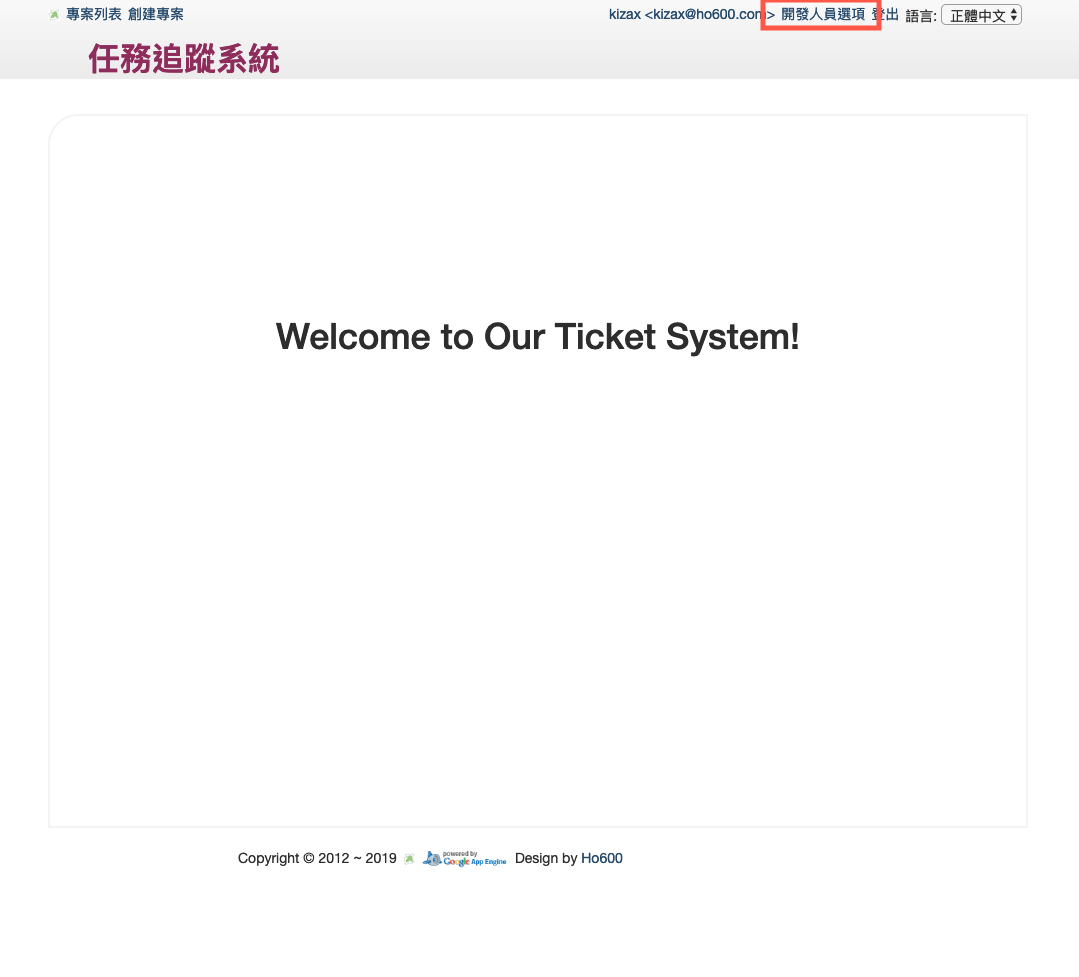 專案列表 創建專案
kizax <kizax@ho600.com> 開發人員選項 登出 語言: 正體中文
任務追蹤系統
Welcome to Our Ticket System!
Copyright © 2012 ~ 2019 powered by Google App Engine Design by Ho600